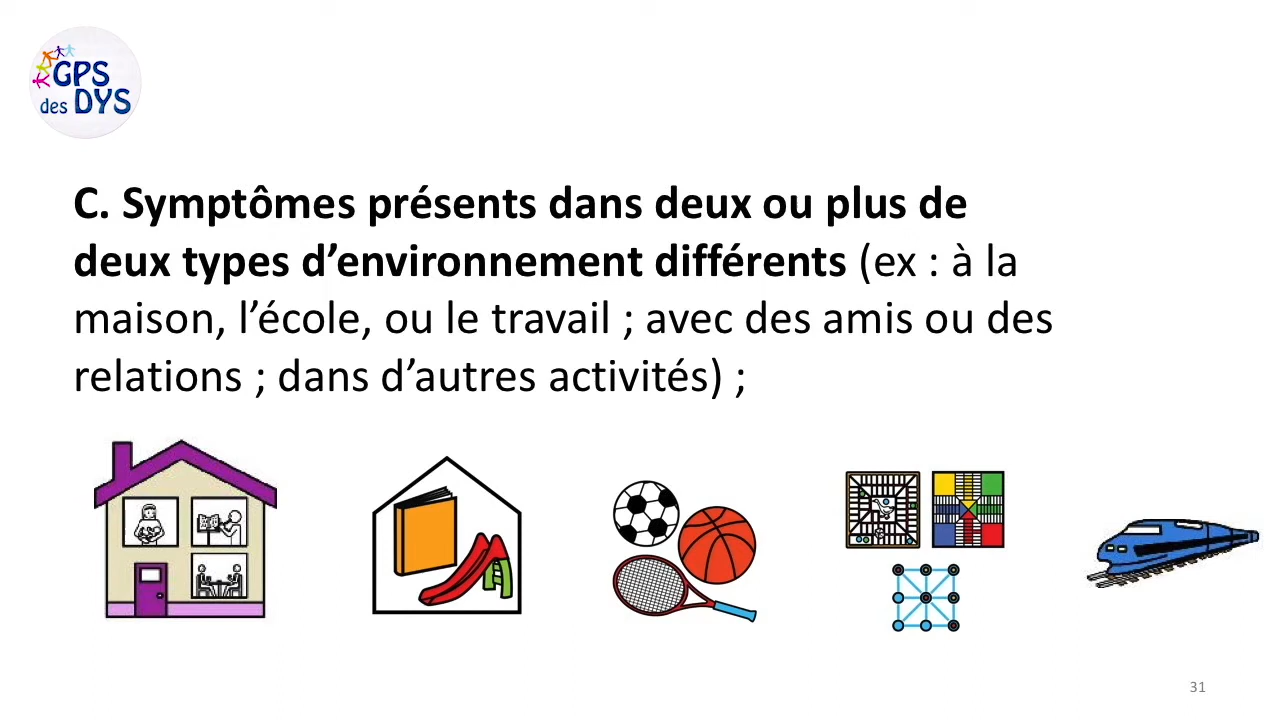 GPS
des DYS
C. Symptômes présents dans deux ou plus de
deux types d’environnement différents (ex : à la
maison, l’école, ou le travail ; avec des amis ou des
relations ; dans d’autres activités) ;
31